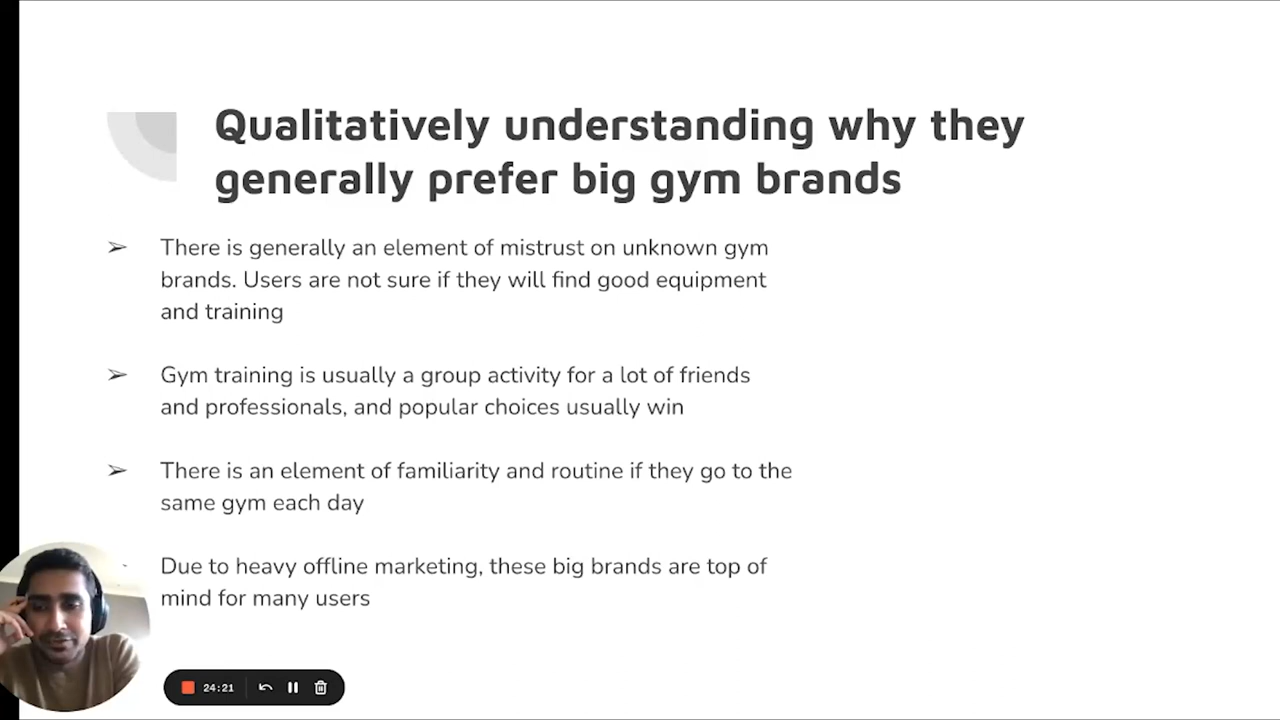 Qualitatively understanding why they
generally prefer big gym brands
➢ There is generally an element of mistrust on unknown gym
brands. Users are not sure if they will find good equipment
and training
➢ Gym training is usually a group activity for a lot of friends
and professionals, and popular choices usually win
➢ There is an element of familiarity and routine if they go to the
same gym each day
Due to heavy offline marketing, these big brands are top of
mind for many users
24:21